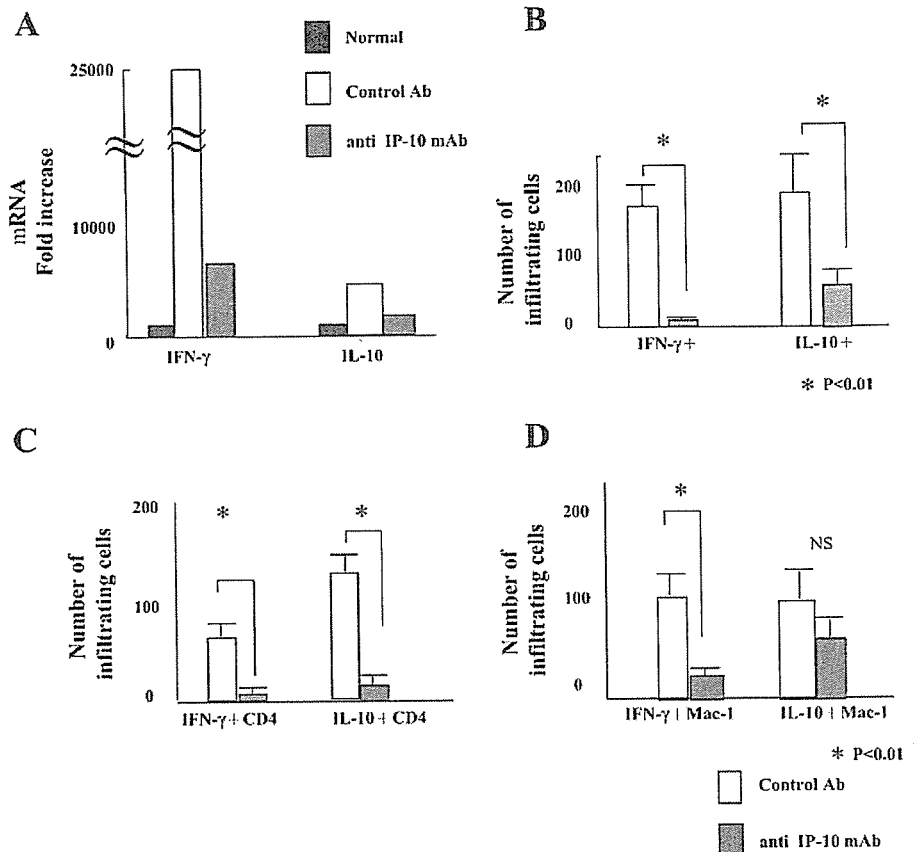 A
Normal
Control Ab
anti IP-10 mAb
25000
10000
0
mRNA
Fold increase
IFN-γ
IL-10
B
Number of
infiltrating cells
200
100
0
*
*
IFN-γ+
IL-10+
* P<0.01
C
Number of
infiltrating cells
200
100
0
*
*
IFN-γ+ CD4
IL-10+ CD4
D
Number of
infiltrating cells
200
100
0
*
NS
IFN-γ+ Mac-1
IL-10+ Mac-1
* P<0.01
Control Ab
anti IP-10 mAb